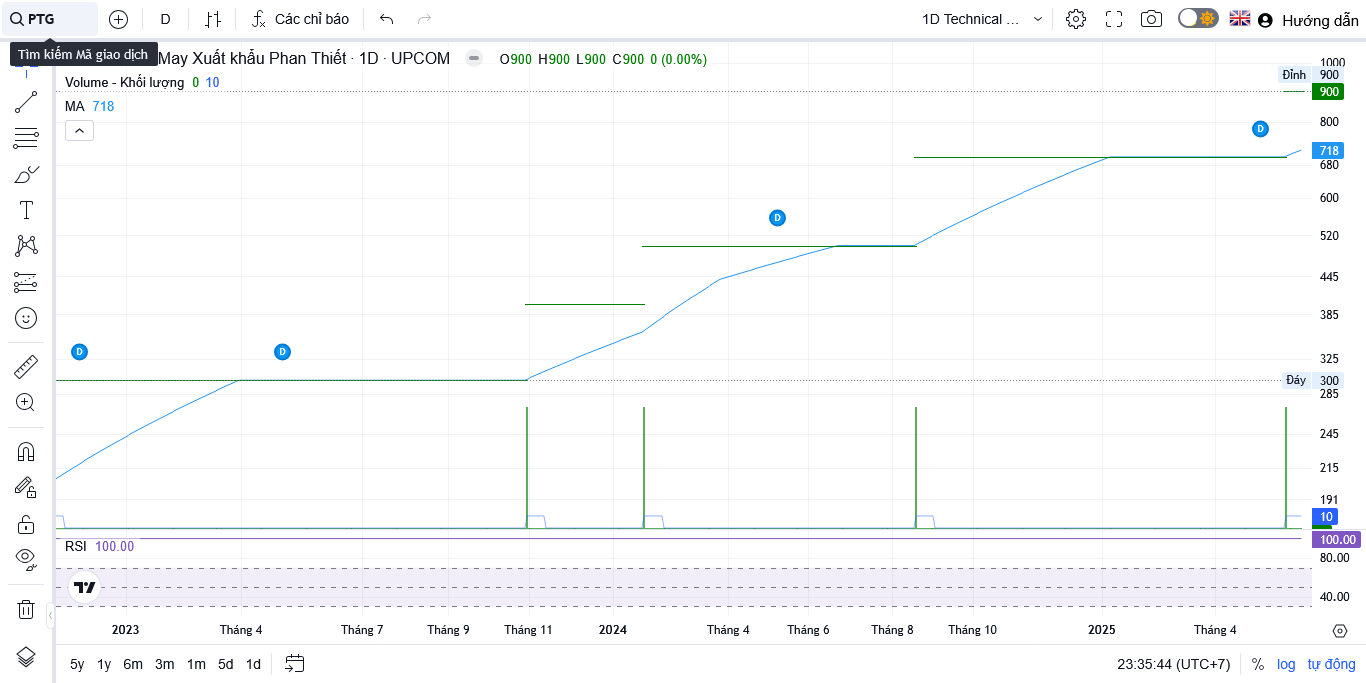 PTG
D
Các chỉ báo
1D Technical ...
Hướng dẫn
Tìm kiếm Mã giao dịch
May Xuất khẩu Phan Thiết · 1D · UPCOM
O900 H900 L900 C900 0 (0.00%)
Volume - Khối lượng 0 10
MA 718
1000
Đỉnh 900
900
800
718
680
600
520
445
385
325
Đáy 300
285
245
215
191
10
D
D
D
D
RSI 100.00
100.00
80.00
40.00
2023
Tháng 4
Tháng 7
Tháng 9
Tháng 11
2024
Tháng 4
Tháng 6
Tháng 8
Tháng 10
2025
Tháng 4
5y 1y 6m 3m 1m 5d 1d
23:35:44 (UTC+7) % log tự động